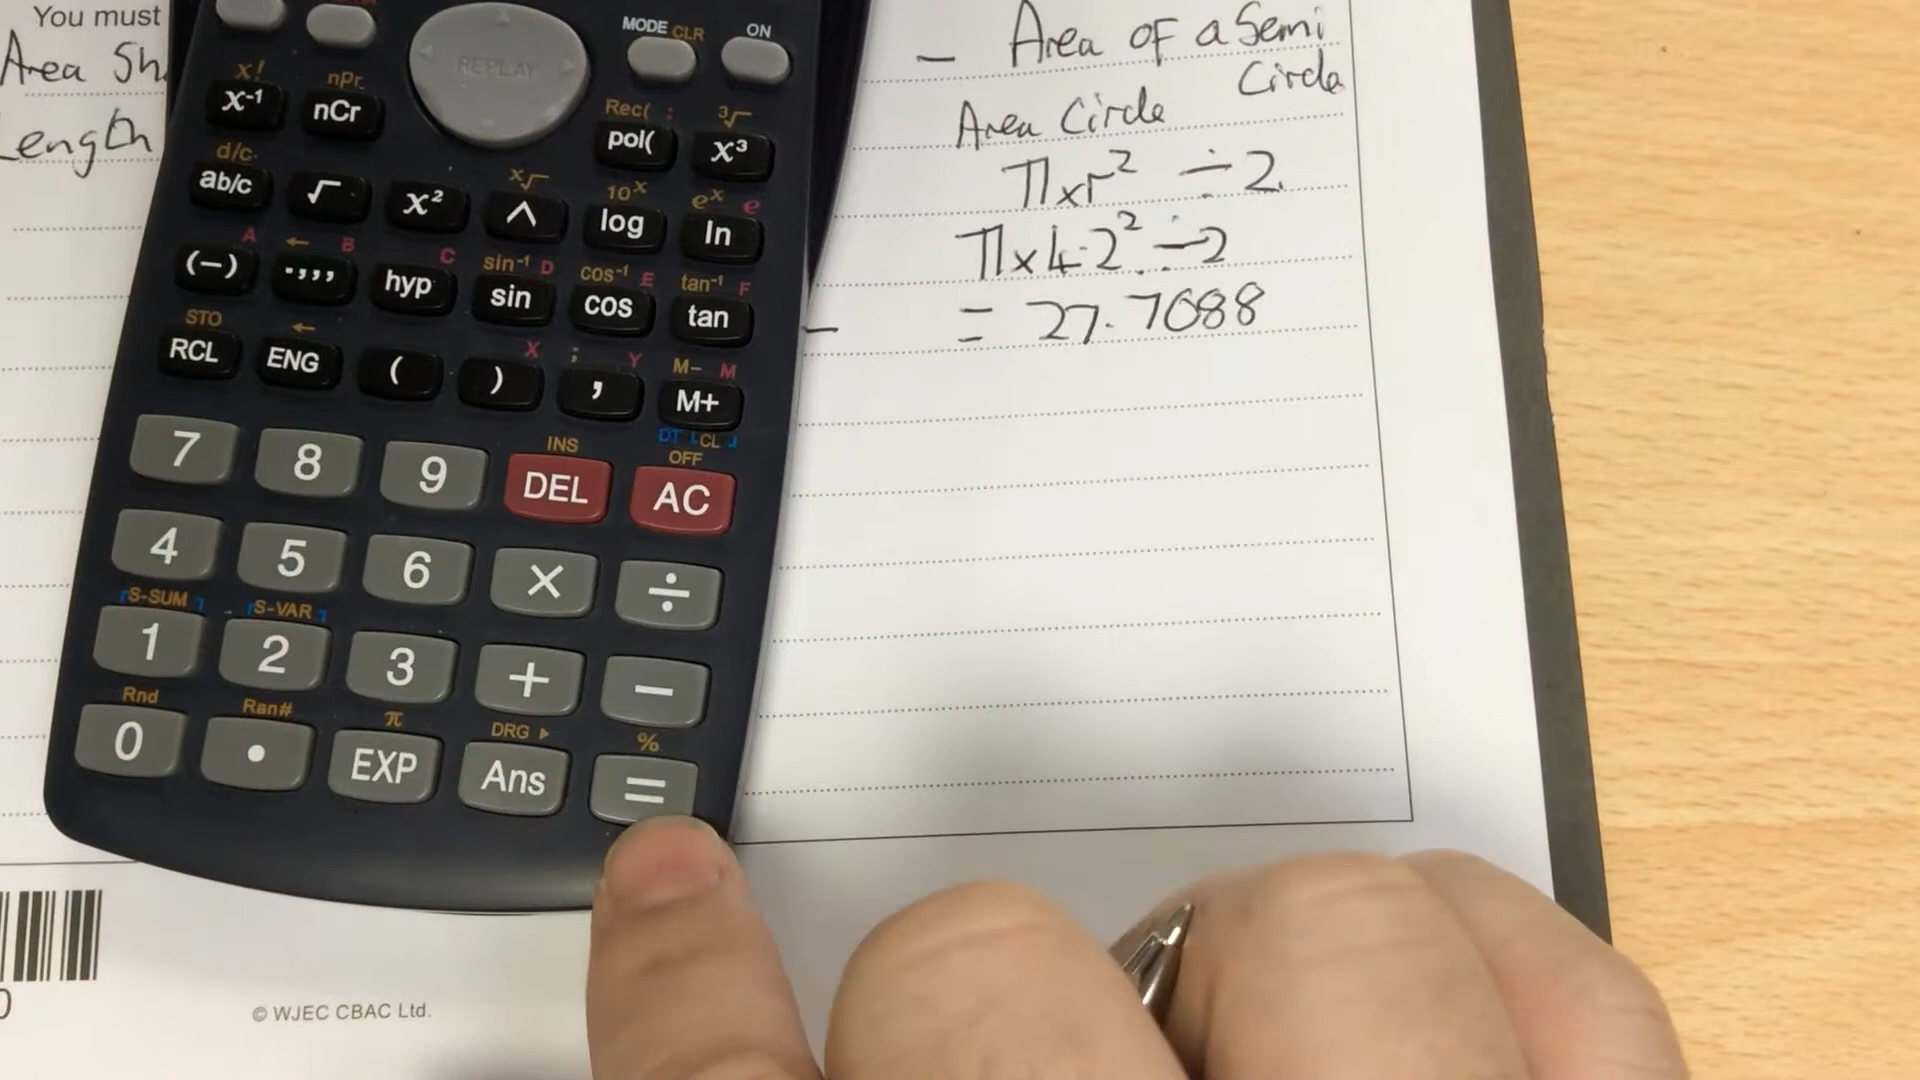 You must
Area Sh
Length
— Area of a Semi
Circle
Area Circle
π×r² ÷2
π×4.2² ÷2
= 27.7088
MODE CLR ON
REPLAY
x! nPr Rec( : ³√
x⁻¹ nCr pol( x³
d/c ˣ√ 10ˣ eˣ e
ab/c √ x² ^ log ln
A ← B C sin⁻¹ D cos⁻¹ E tan⁻¹ F
(−) hyp sin cos tan
STO ← X ; Y M− M
RCL ENG ( ) , M+
INS DT CL OFF
7 8 9 DEL AC
4 5 6 × ÷
S-SUM S-VAR
1 2 3 + −
Rnd Ran# π DRG ▸ %
0 • EXP Ans =
© WJEC CBAC Ltd.